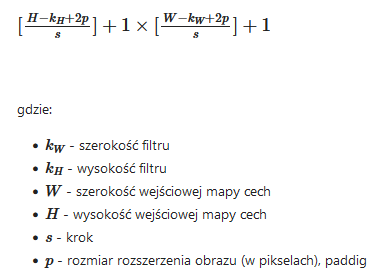 $[\frac{H-k_H+2p}{s}]+1 \times [\frac{W-k_W+2p}{s}]+1$
gdzie:
• $k_W$ - szerokość filtru
• $k_H$ - wysokość filtru
• $W$ - szerokość wejściowej mapy cech
• $H$ - wysokość wejściowej mapy cech
• $s$ - krok
• $p$ - rozmiar rozszerzenia obrazu (w pikselach), paddig